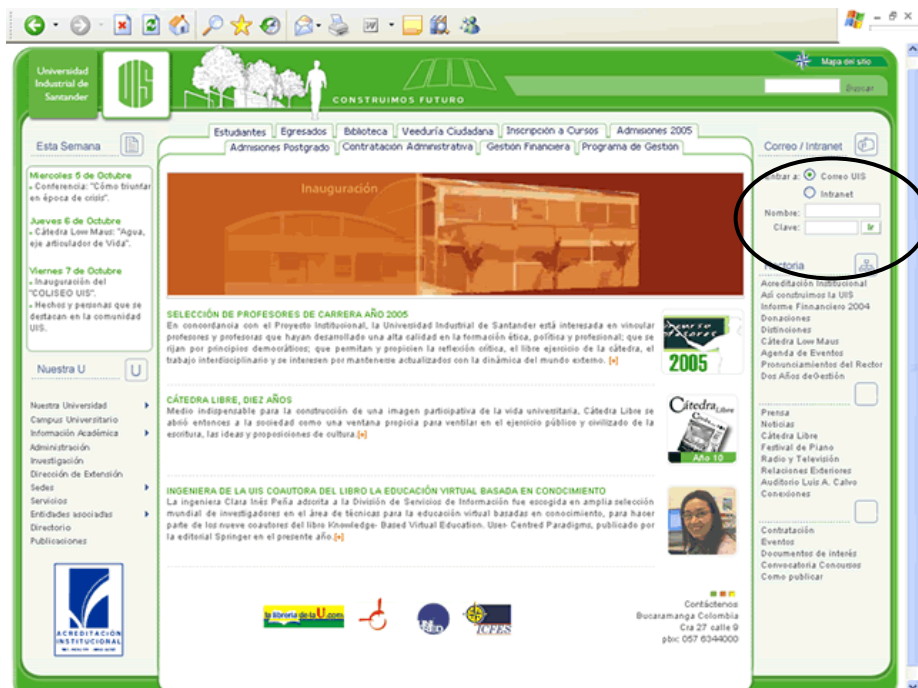 Universidad
Industrial de
Santander
UIS
CONSTRUIMOS FUTURO
Mapa del sitio
Buscar
Estudiantes
Egresados
Biblioteca
Veeduría Ciudadana
Inscripción a Cursos
Admisiones 2005
Admisiones Postgrado
Contratación Administrativa
Gestión Financiera
Programa de Gestión
Esta Semana
Miercoles 5 de Octubre
Conferencia: "Cómo triunfar
en época de crisis".
Jueves 6 de Octubre
Cátedra Low Maus: "Agua,
eje articulador de Vida".
Viernes 7 de Octubre
Inauguración del
"COLISEO UIS".
Hechos y personas que se
destacan en la comunidad
UIS.
Nuestra U
U
Nuestra Universidad
Campus Universitario
Información Académica
Administración
Investigación
Dirección de Extensión
Sedes
Servicios
Entidades asociadas
Directorio
Publicaciones
ACREDITACIÓN
INSTITUCIONAL
Inauguración
SELECCIÓN DE PROFESORES DE CARRERA AÑO 2005
En concordancia con el Proyecto Institucional, la Universidad Industrial de Santander está interesada en vincular
profesores y profesoras que hayan desarrollado una alta calidad en la formación ética, política y profesional; que se
rijan por principios democráticos; que permitan y propicien la reflexión crítica, el libre ejercicio de la cátedra, el
trabajo interdisciplinario y se interesen por mantenerse actualizados con la dinámica del mundo externo. [+]
2005
CÁTEDRA LIBRE, DIEZ AÑOS
Medio indispensable para la construcción de una imagen participativa de la vida universitaria, Cátedra Libre se
abrió entonces a la sociedad como una ventana propicia para ventilar en el ejercicio público y civilizado de la
escritura, las ideas y proposiciones de cultura.[+]
Cátedra Libre
Año 10
INGENIERA DE LA UIS COAUTORA DEL LIBRO LA EDUCACIÓN VIRTUAL BASADA EN CONOCIMIENTO
La ingeniera Clara Inés Peña adscrita a la División de Servicios de Información fue escogida en amplia selección
mundial de investigadores en el área de técnicas para la educación virtual basadas en conocimiento, para hacer
parte de los nueve coautores del libro Knowledge- Based Virtual Education. User- Centred Paradigms, publicado por
la editorial Springer en el presente año.[+]
la libreria de la U.com
ICFES
Contáctenos
Bucaramanga Colombia
Cra 27 calle 9
pbx: 057 6344000
Correo / Intranet
Entrar a: Correo UIS
Intranet
Nombre:
Clave:
Ir
Rectoria
Acreditación Institucional
Así construimos la UIS
Informe Finnanciero 2004
Donaciones
Distinciones
Cátedra Low Maus
Agenda de Eventos
Pronunciamientos del Rector
Dos Años deGestión
Prensa
Noticias
Cátedra Libre
Festival de Piano
Radio y Televisión
Relaciones Exteriores
Auditorio Luis A. Calvo
Conexiones
Contratación
Eventos
Documentos de interés
Convocatoria Concursos
Como publicar